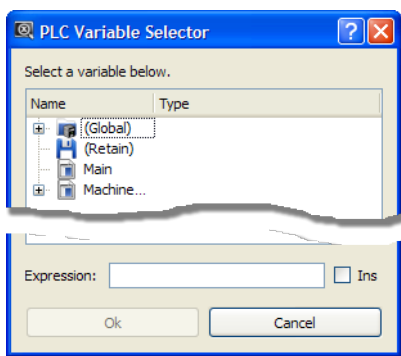 PLC Variable Selector
Select a variable below.
Name Type
(Global)
(Retain)
Main
Machine...
Expression: Ins
Ok Cancel